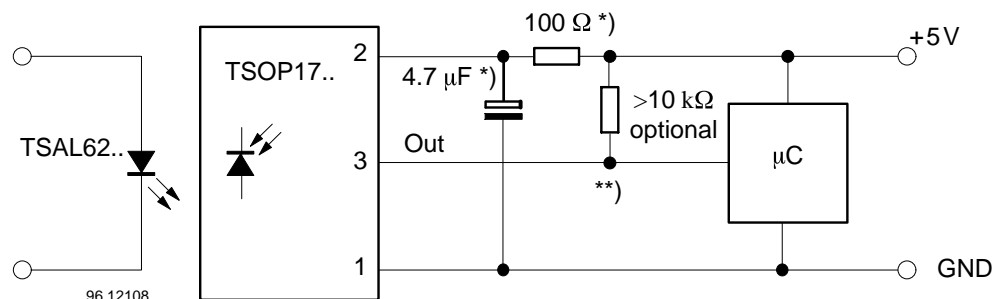 100 Ω *)
+5V
2
TSOP17..
4.7 µF *)
>10 kΩ
optional
TSAL62..
Out
3
µC
**)
1
GND
96 12108